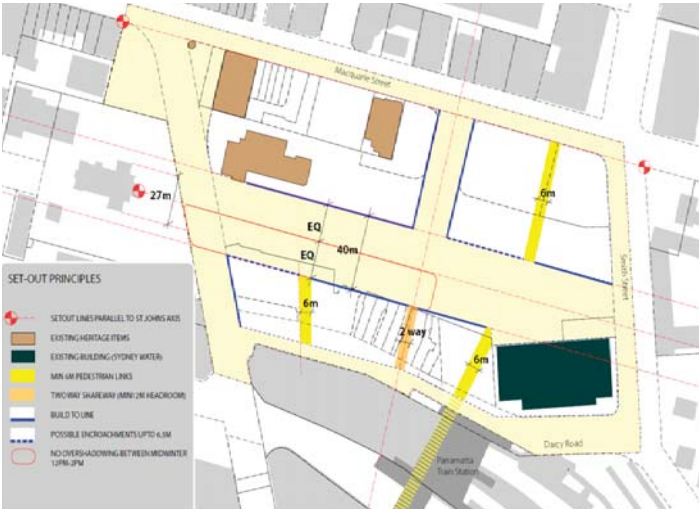 Macquarie Street
27m
6m
EQ
40m
EQ
Smith Street
6m
2 way
6m
Darcy Road
Parramatta
Train Station
SET-OUT PRINCIPLES
SETOUT LINES PARALLEL TO ST JOHNS AXIS
EXISTING HERITAGE ITEMS
EXISTING BUILDING (SYDNEY WATER)
MIN 6M PEDESTRIAN LINKS
TWO WAY SHAREWAY (MINI 2M HEADROOM)
BUILD TO LINE
POSSIBLE ENCROACHMENTS UPTO 6.5M
NO OVERSHADOWING BETWEEN MIDWINTER
12PM-2PM